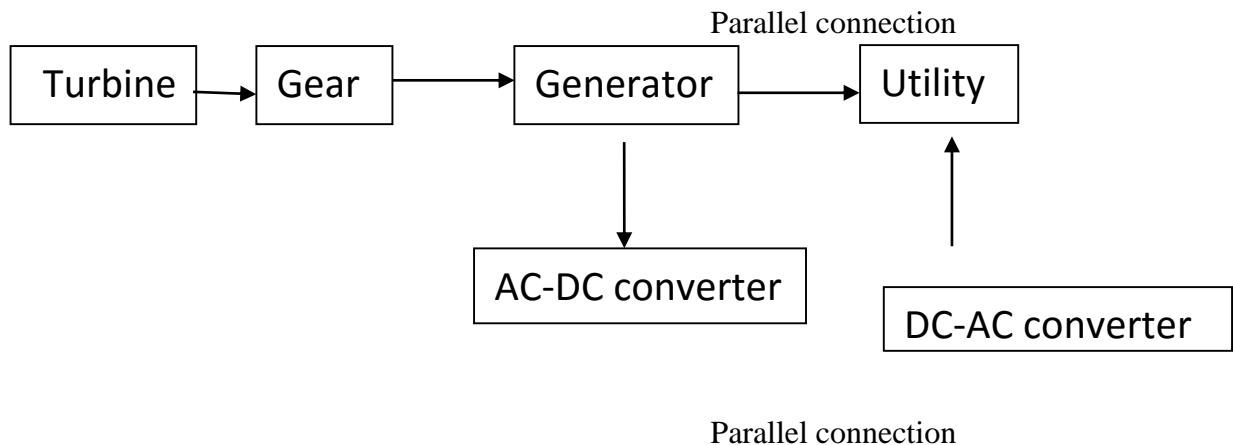 Parallel connection
Turbine
Gear
Generator
Utility
AC-DC converter
DC-AC converter
Parallel connection